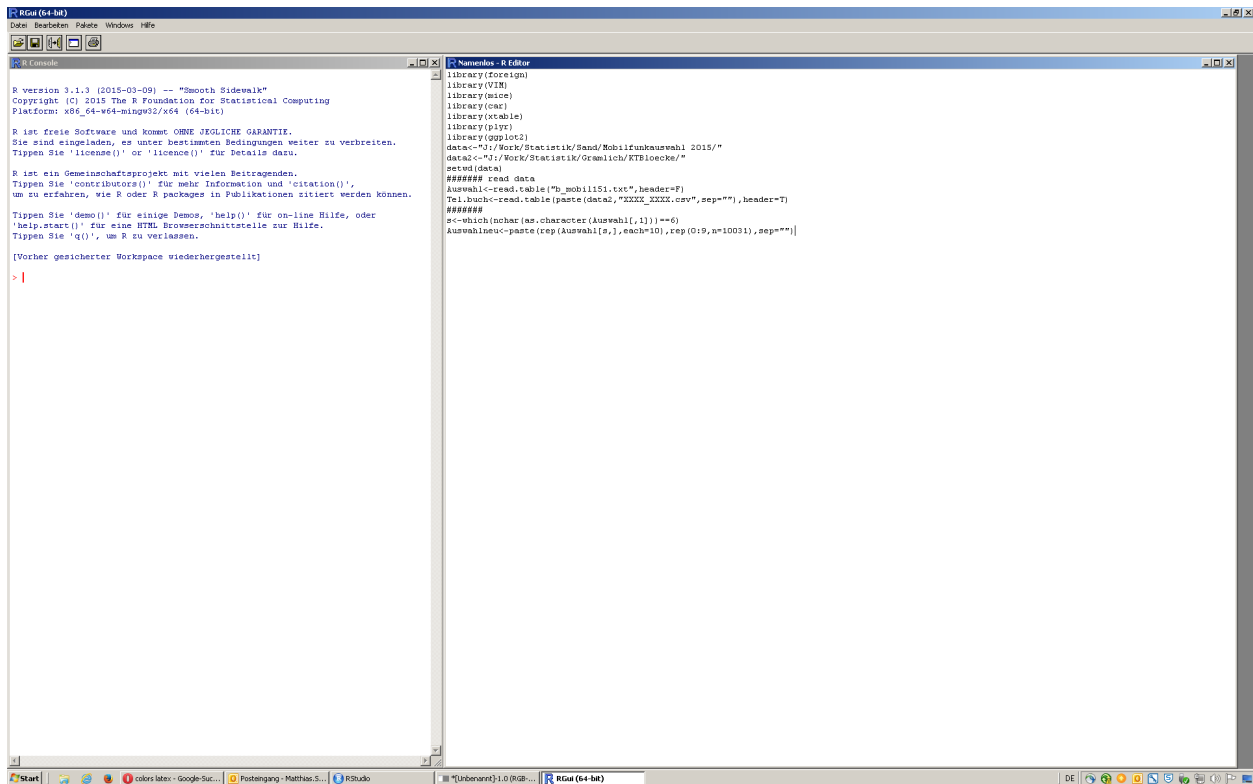 RGui (64-bit)
Datei Bearbeiten Pakete Windows Hilfe
R Console
R version 3.1.3 (2015-03-09) -- "Smooth Sidewalk"
Copyright (C) 2015 The R Foundation for Statistical Computing
Platform: x86_64-w64-mingw32/x64 (64-bit)
R ist freie Software und kommt OHNE JEGLICHE GARANTIE.
Sie sind eingeladen, es unter bestimmten Bedingungen weiter zu verbreiten.
Tippen Sie 'license()' or 'licence()' für Details dazu.
R ist ein Gemeinschaftsprojekt mit vielen Beitragenden.
Tippen Sie 'contributors()' für mehr Information und 'citation()',
um zu erfahren, wie R oder R packages in Publikationen zitiert werden können.
Tippen Sie 'demo()' für einige Demos, 'help()' für on-line Hilfe, oder
'help.start()' für eine HTML Browserschnittstelle zur Hilfe.
Tippen Sie 'q()', um R zu verlassen.
[Vorher gesicherter Workspace wiederhergestellt]
>
Namenlos - R Editor
library(foreign)
library(VIM)
library(mice)
library(car)
library(xtable)
library(plyr)
library(ggplot2)
data<-"J:/Work/Statistik/Sand/Mobilfunkauswahl 2015/"
data2<-"J:/Work/Statistik/Gramlich/KTBloecke/"
setwd(data)
####### read data
Auswahl<-read.table("b_mobil151.txt",header=F)
Tel.buch<-read.table(paste(data2,"XXXX_XXXX.csv",sep=""),header=T)
#######
s<-which(nchar(as.character(Auswahl[,1]))==6)
Auswahlneu<-paste(rep(Auswahl[s,],each=10),rep(0:9,n=10031),sep="")
Start
colors latex - Google-Suc...
Posteingang - Matthias.S...
RStudio
*[Unbenannt]-1.0 (RGB-...
RGui (64-bit)
DE